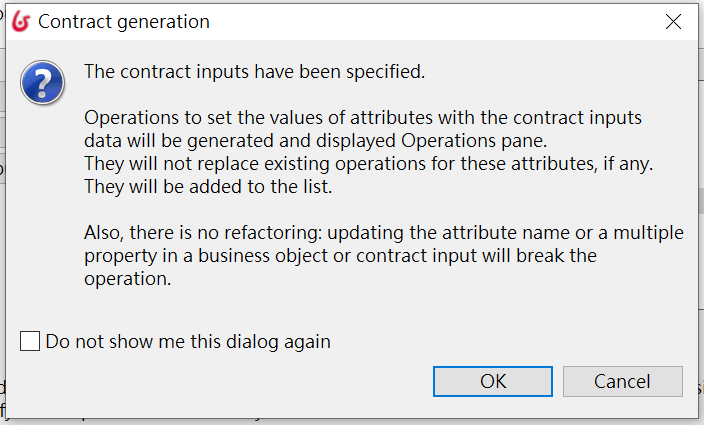 Contract generation
The contract inputs have been specified.
Operations to set the values of attributes with the contract inputs
data will be generated and displayed Operations pane.
They will not replace existing operations for these attributes, if any.
They will be added to the list.
Also, there is no refactoring: updating the attribute name or a multiple
property in a business object or contract input will break the
operation.
Do not show me this dialog again
OK
Cancel